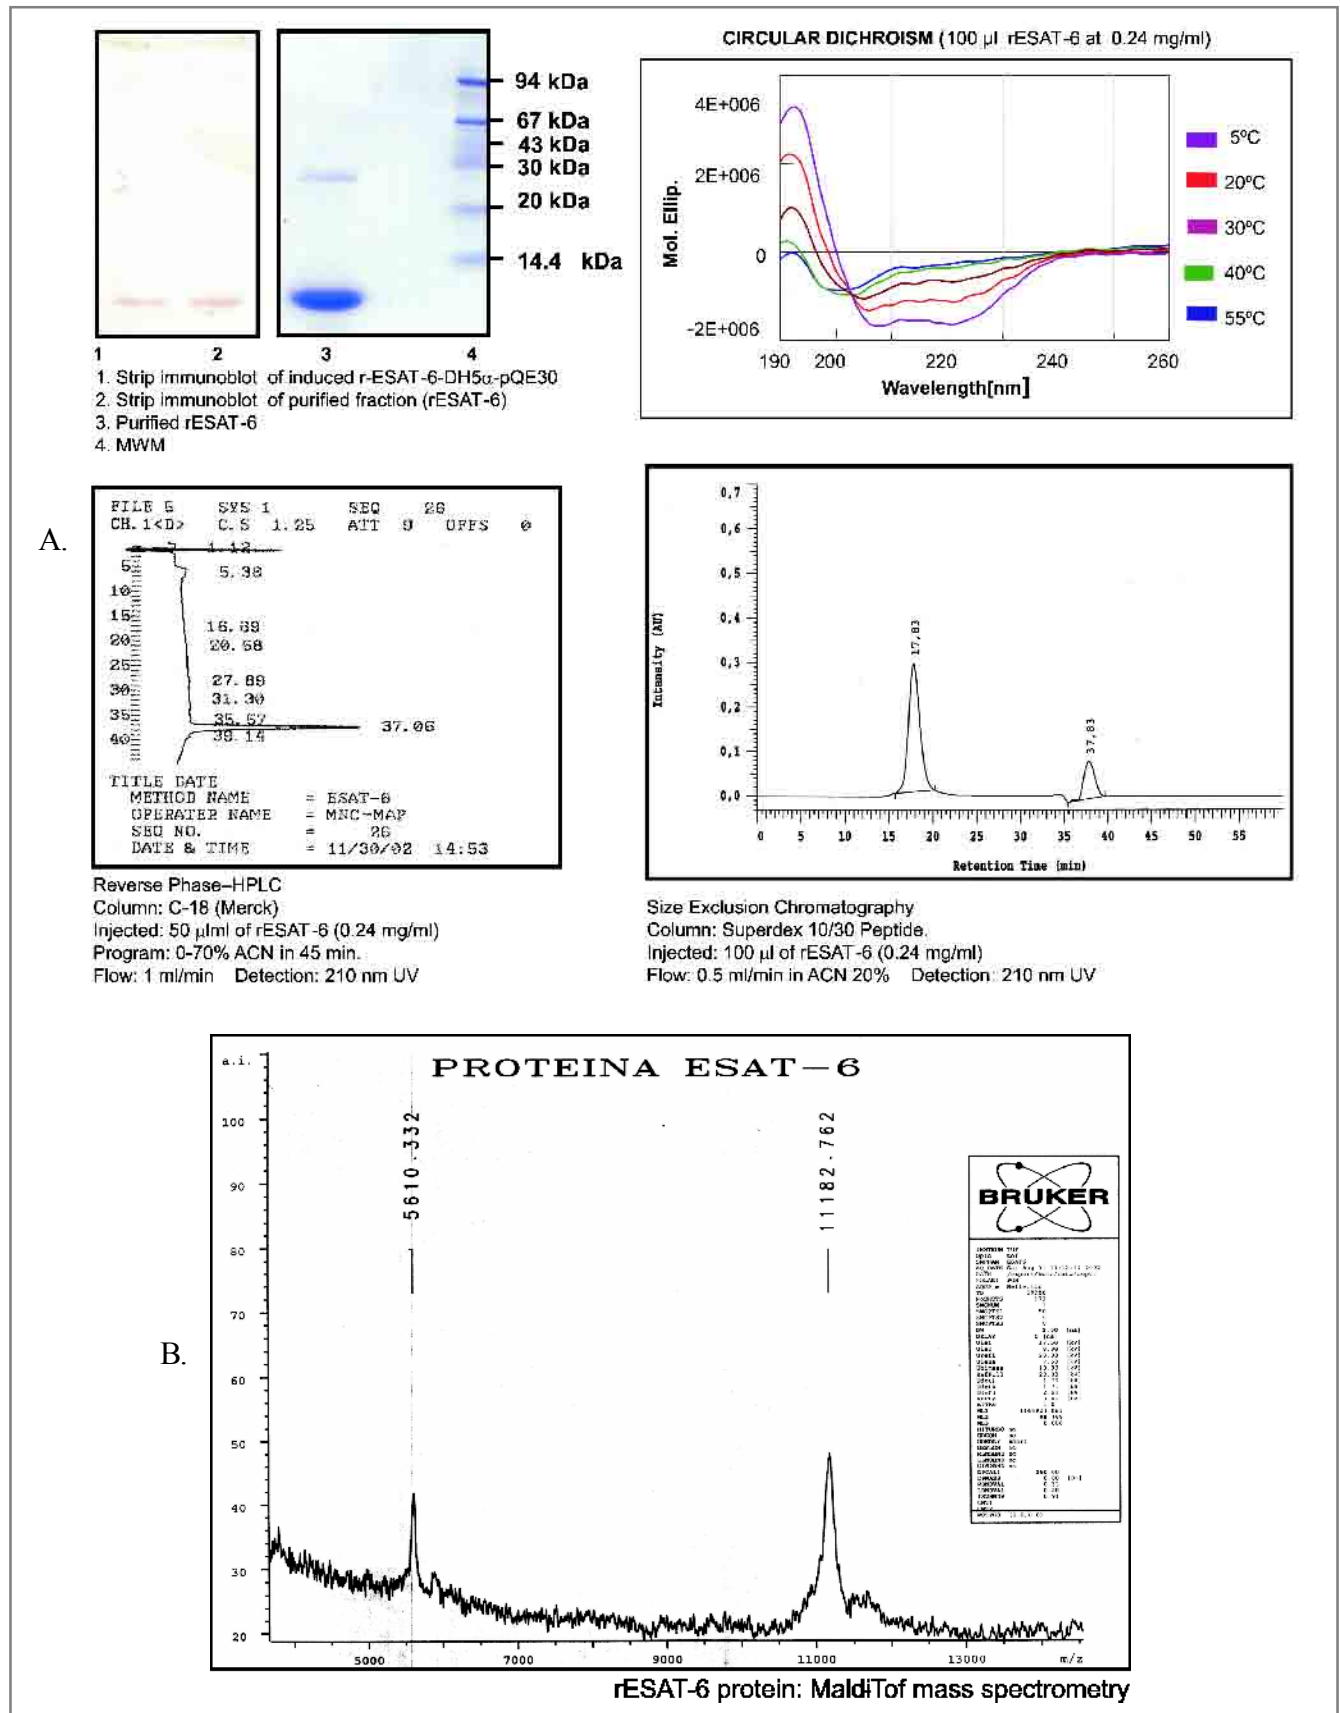 94 kDa
67 kDa
43 kDa
30 kDa
20 kDa
14.4 kDa
1 2 3 4
1. Strip immunoblot of induced r-ESAT-6-DH5α-pQE30
2. Strip immunoblot of purified fraction (rESAT-6)
3. Purified rESAT-6
4. MWM
CIRCULAR DICHROISM (100 µl rESAT-6 at 0.24 mg/ml)
Mol. Ellip.
4E+006
2E+006
0
-2E+006
190 200 220 240 260
Wavelength[nm]
5ºC
20ºC
30ºC
40ºC
55ºC
A.
FILE 6 SYS 1 SEQ 26
CH.1<D> C.S 1.25 ATT 9 OFFS 0
1.12
5 5.38
10
15 16.69
20 20.58
25 27.89
30 31.30
35 35.57
37.06
40 39.14
TITLE DATE
METHOD NAME = ESAT-6
OPERATER NAME = MNC-MAP
SEQ NO. = 26
DATE & TIME = 11/30/02 14:53
Reverse Phase–HPLC
Column: C-18 (Merck)
Injected: 50 µlml of rESAT-6 (0.24 mg/ml)
Program: 0-70% ACN in 45 min.
Flow: 1 ml/min Detection: 210 nm UV
Intensity (AU)
0,7
0,6
0,5
0,4
0,3
0,2
0,1
0,0
17,83
37,83
0 5 10 15 20 25 30 35 40 45 50 55
Retention Time (min)
Size Exclusion Chromatography
Column: Superdex 10/30 Peptide.
Injected: 100 µl of rESAT-6 (0.24 mg/ml)
Flow: 0.5 ml/min in ACN 20% Detection: 210 nm UV
B.
PROTEINA ESAT-6
a.i.
100
90
80
70
60
50
40
30
20
5610.332
11182.762
5000 7000 9000 11000 13000 m/z
BRUKER
rESAT-6 protein: MaldiTof mass spectrometry